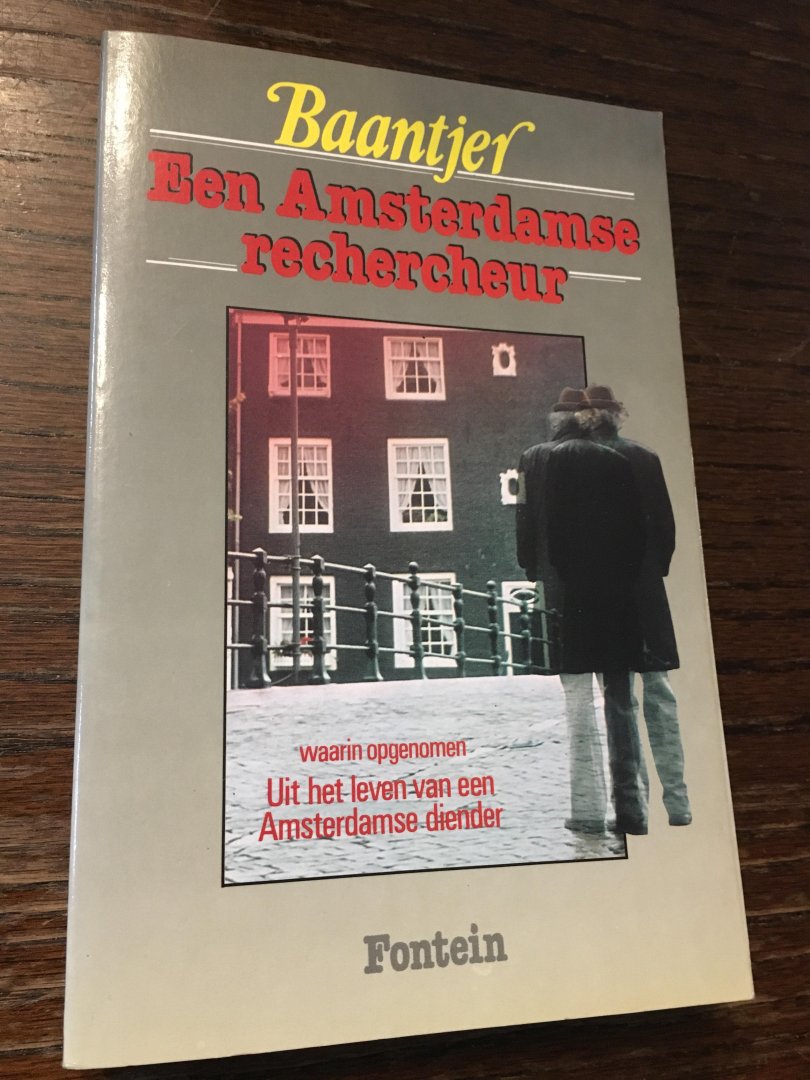 Baantjer
Een Amsterdamse
rechercheur
waarin opgenomen
Uit het leven van een
Amsterdamse diender
Fontein